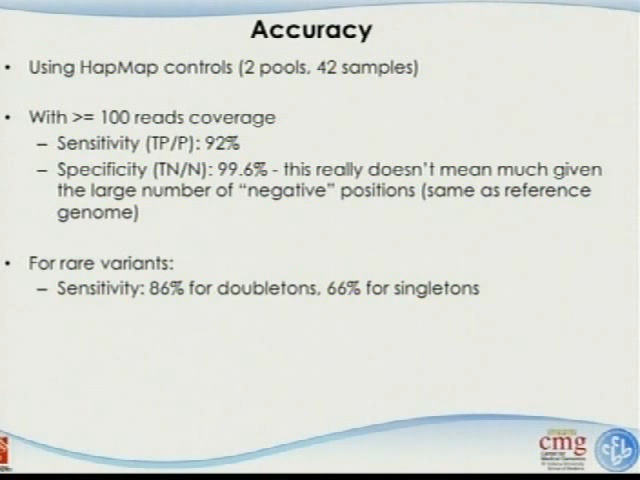 Accuracy
• Using HapMap controls (2 pools, 42 samples)
• With >= 100 reads coverage
– Sensitivity (TP/P): 92%
– Specificity (TN/N): 99.6% - this really doesn't mean much given
the large number of "negative" positions (same as reference
genome)
• For rare variants:
– Sensitivity: 86% for doubletons, 66% for singletons
cmg